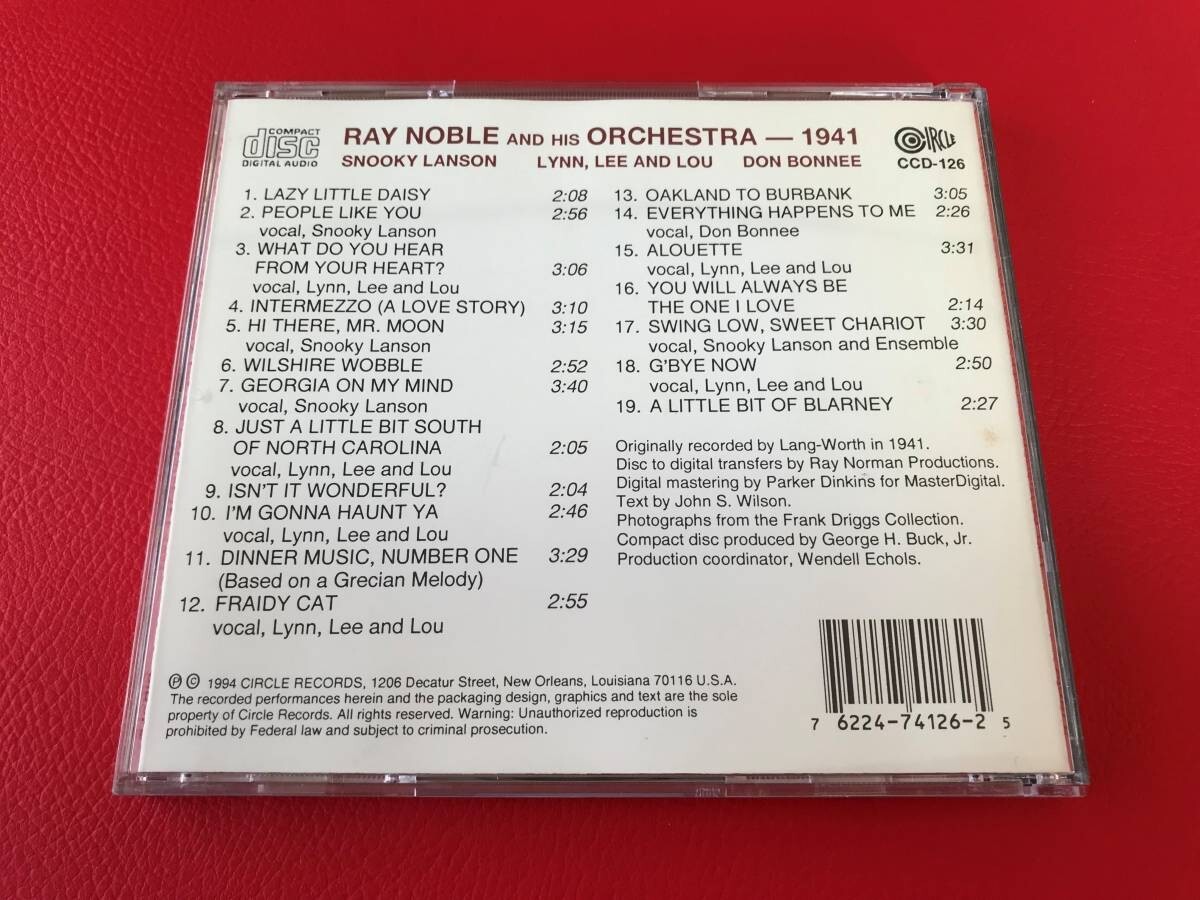 COMPACT
disc
DIGITAL AUDIO
RAY NOBLE AND HIS ORCHESTRA — 1941
SNOOKY LANSON LYNN, LEE AND LOU DON BONNEE
CIRCLE
CCD-126
1. LAZY LITTLE DAISY 2:08
2. PEOPLE LIKE YOU 2:56
vocal, Snooky Lanson
3. WHAT DO YOU HEAR
FROM YOUR HEART? 3:06
vocal, Lynn, Lee and Lou
4. INTERMEZZO (A LOVE STORY) 3:10
5. HI THERE, MR. MOON 3:15
vocal, Snooky Lanson
6. WILSHIRE WOBBLE 2:52
7. GEORGIA ON MY MIND 3:40
vocal, Snooky Lanson
8. JUST A LITTLE BIT SOUTH
OF NORTH CAROLINA 2:05
vocal, Lynn, Lee and Lou
9. ISN'T IT WONDERFUL? 2:04
10. I'M GONNA HAUNT YA 2:46
vocal, Lynn, Lee and Lou
11. DINNER MUSIC, NUMBER ONE 3:29
(Based on a Grecian Melody)
12. FRAIDY CAT 2:55
vocal, Lynn, Lee and Lou
13. OAKLAND TO BURBANK 3:05
14. EVERYTHING HAPPENS TO ME 2:26
vocal, Don Bonnee
15. ALOUETTE 3:31
vocal, Lynn, Lee and Lou
16. YOU WILL ALWAYS BE
THE ONE I LOVE 2:14
17. SWING LOW, SWEET CHARIOT 3:30
vocal, Snooky Lanson and Ensemble
18. G'BYE NOW 2:50
vocal, Lynn, Lee and Lou
19. A LITTLE BIT OF BLARNEY 2:27
Originally recorded by Lang-Worth in 1941.
Disc to digital transfers by Ray Norman Productions.
Digital mastering by Parker Dinkins for MasterDigital.
Text by John S. Wilson.
Photographs from the Frank Driggs Collection.
Compact disc produced by George H. Buck, Jr.
Production coordinator, Wendell Echols.
℗ © 1994 CIRCLE RECORDS, 1206 Decatur Street, New Orleans, Louisiana 70116 U.S.A.
The recorded performances herein and the packaging design, graphics and text are the sole
property of Circle Records. All rights reserved. Warning: Unauthorized reproduction is
prohibited by Federal law and subject to criminal prosecution.
7 6224-74126-2 5